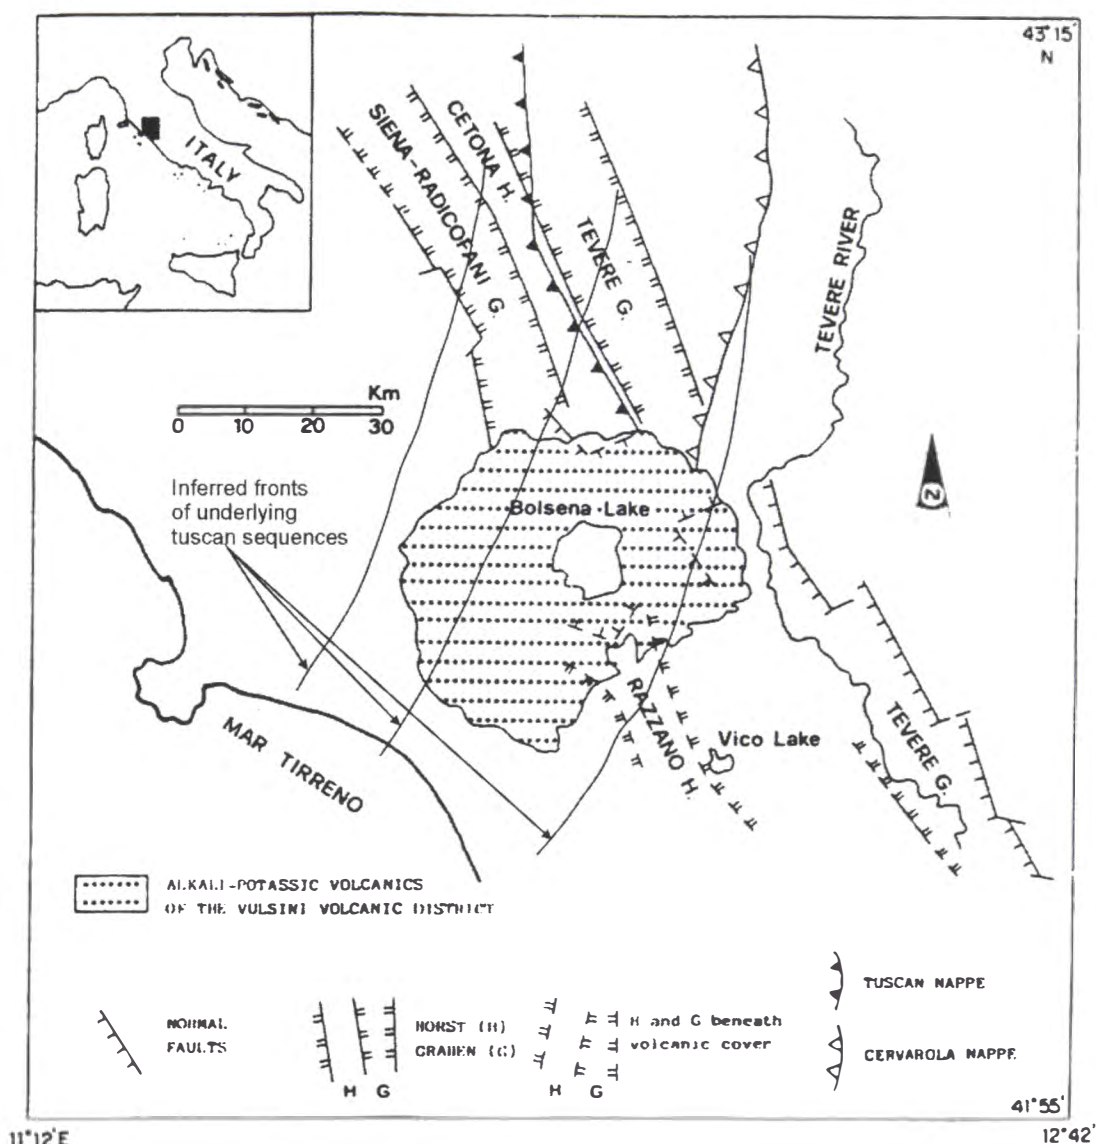 43°15'
N
ITALY
SIENA-RADICOFANI G.
CETONA H.
TEVERE G.
TEVERE RIVER
Km
0 10 20 30
Inferred fronts
of underlying
tuscan sequences
Bolsena Lake
N
MAR TIRRENO
RAZZANO H.
Vico Lake
TEVERE G.
ALKALI-POTASSIC VOLCANICS
OF THE VULSINI VOLCANIC DISTRICT
NORMAL
FAULTS
HORST (H)
GRABEN (G)
H G
H and G beneath
volcanic cover
H G
TUSCAN NAPPE
CERVAROLA NAPPE
41°55'
11°12'E
12°42'